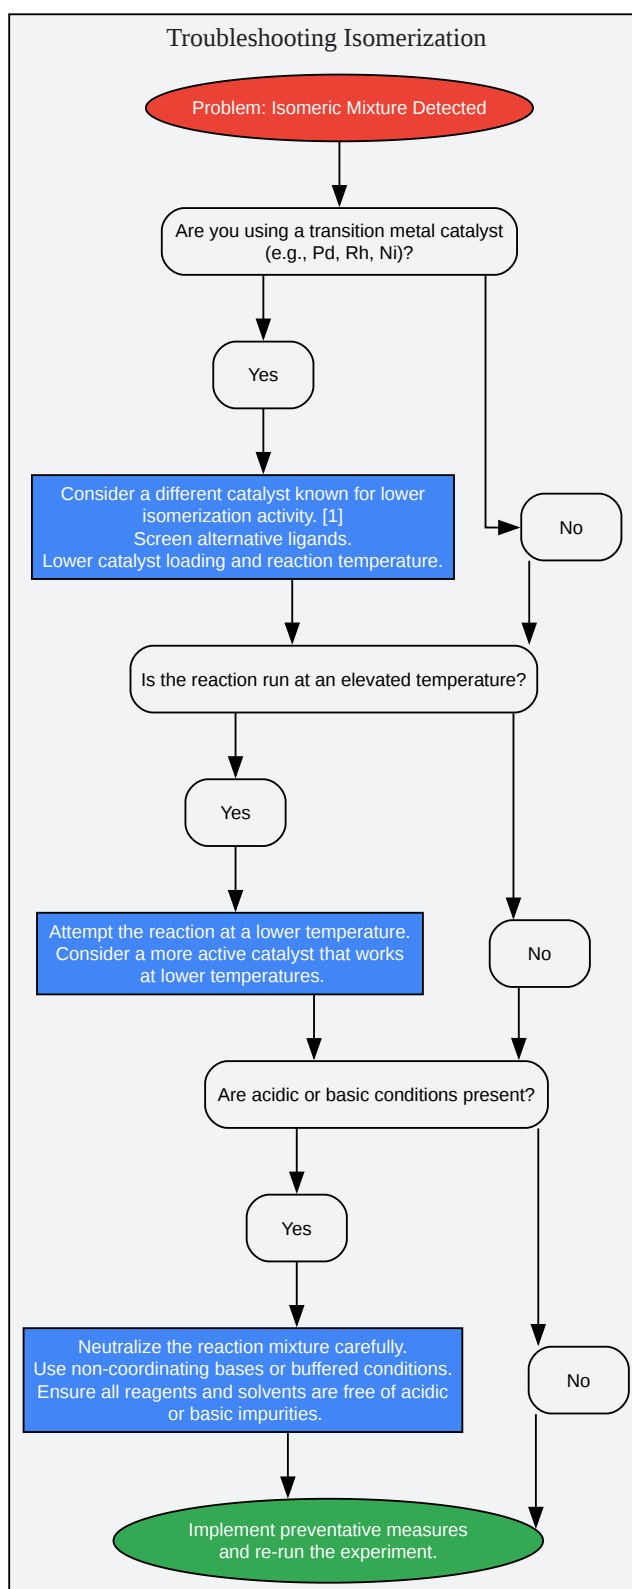 Troubleshooting Isomerization
Problem: Isomeric Mixture Detected
Are you using a transition metal catalyst
(e.g., Pd, Rh, Ni)?
Yes
Consider a different catalyst known for lower
isomerization activity. [1]
Screen alternative ligands.
Lower catalyst loading and reaction temperature.
No
Is the reaction run at an elevated temperature?
Yes
Attempt the reaction at a lower temperature.
Consider a more active catalyst that works
at lower temperatures.
No
Are acidic or basic conditions present?
Yes
Neutralize the reaction mixture carefully.
Use non-coordinating bases or buffered conditions.
Ensure all reagents and solvents are free of acidic
or basic impurities.
No
Implement preventative measures
and re-run the experiment.